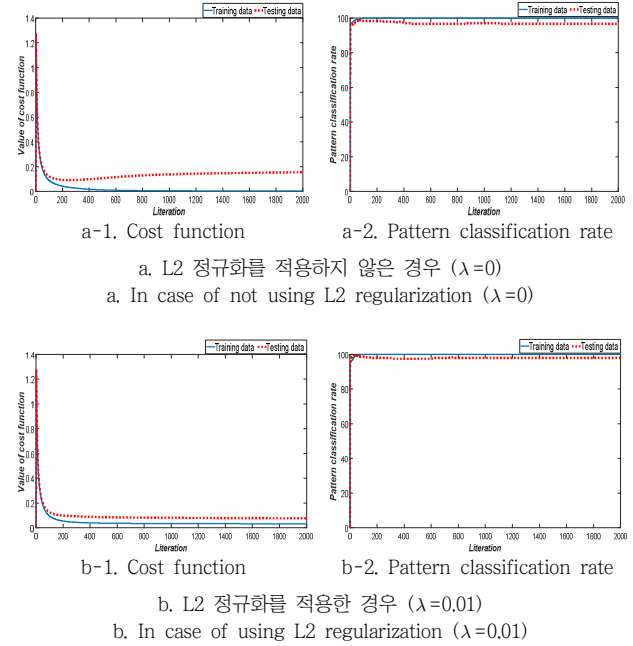 Training data Testing data
Value of cost function
1.4
1.2
1
0.8
0.6
0.4
0.2
0
0 200 400 600 800 1000 1200 1400 1600 1800 2000
Literation
a-1. Cost function
Training data Testing data
Pattern classification rate
100
80
60
40
20
0
0 200 400 600 800 1000 1200 1400 1600 1800 2000
Literation
a-2. Pattern classification rate
a. L2 정규화를 적용하지 않은 경우 (λ=0)
a. In case of not using L2 regularization (λ=0)
Training data Testing data
Value of cost function
1.4
1.2
1
0.8
0.6
0.4
0.2
0
0 200 400 600 800 1000 1200 1400 1600 1800 2000
Literation
b-1. Cost function
Training data Testing data
Pattern classification rate
100
80
60
40
20
0
0 200 400 600 800 1000 1200 1400 1600 1800 2000
Literation
b-2. Pattern classification rate
b. L2 정규화를 적용한 경우 (λ=0.01)
b. In case of using L2 regularization (λ=0.01)